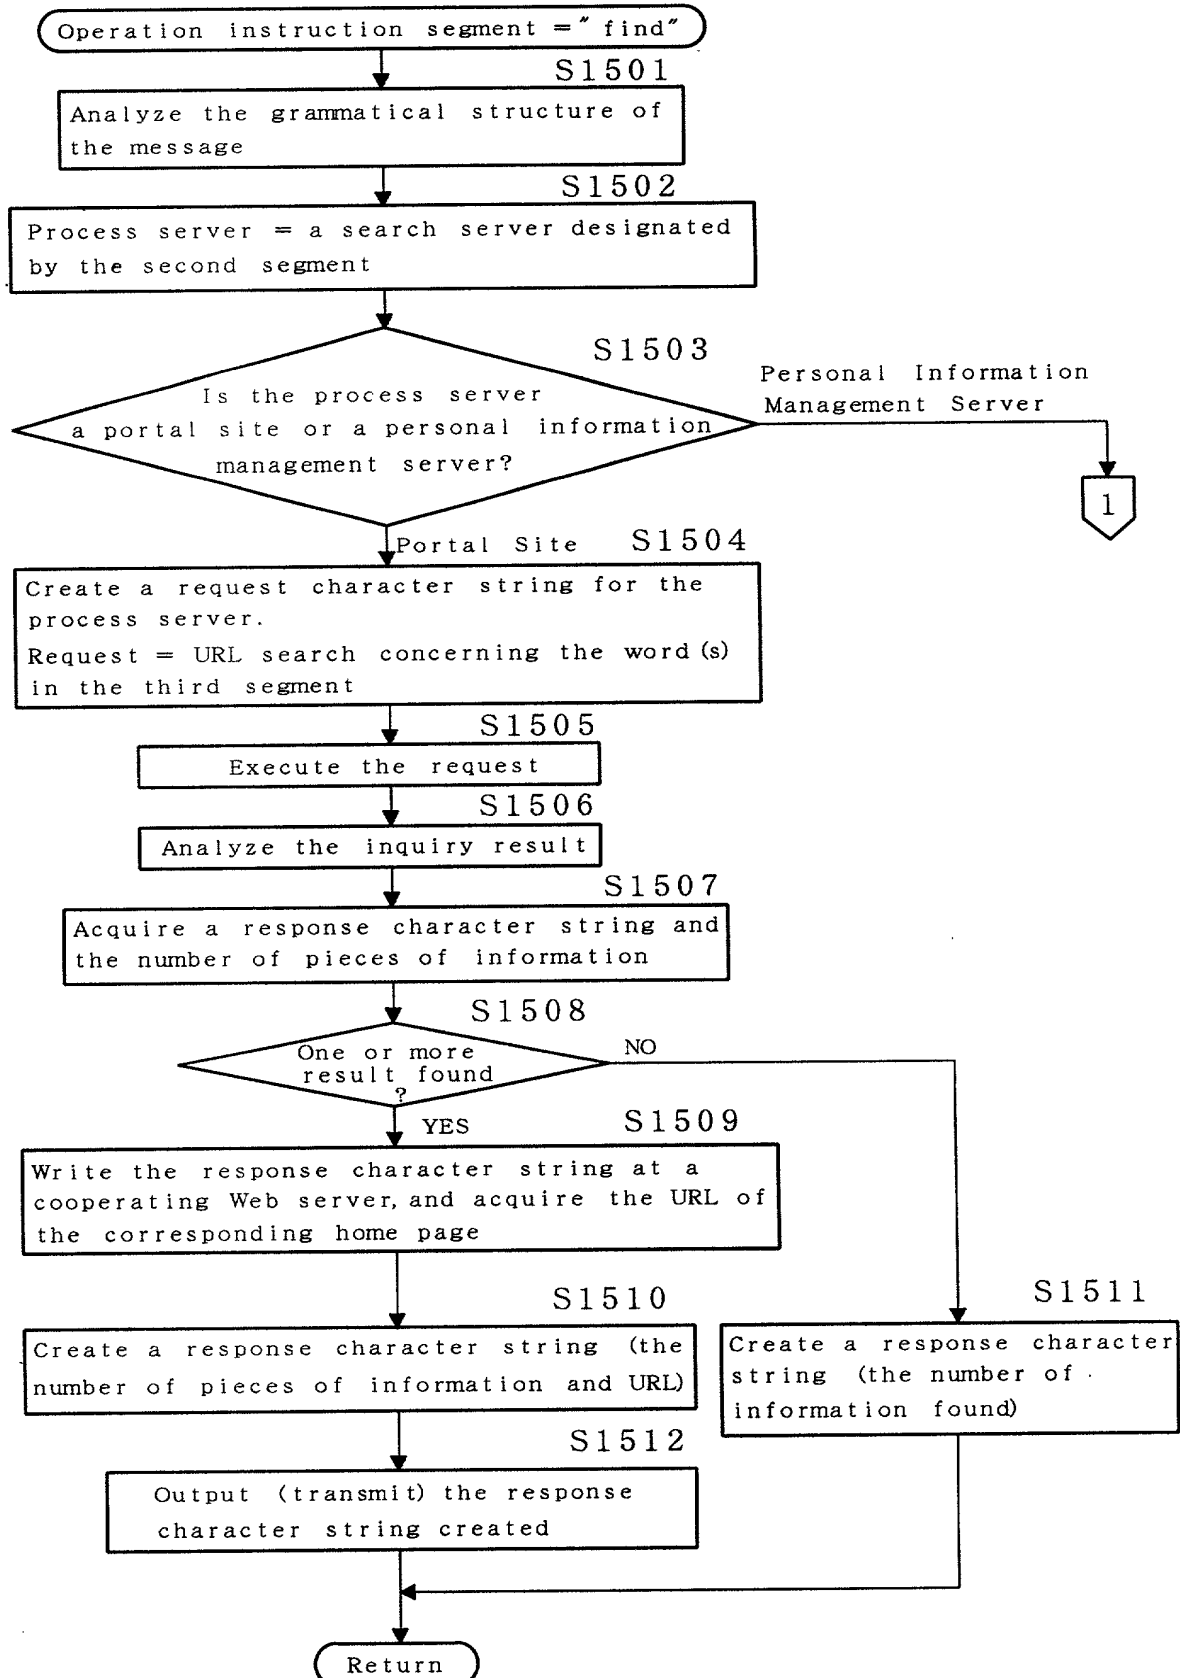 Operation instruction segment =" find"
S1501
Analyze the grammatical structure of
the message
S1502
Process server = a search server designated
by the second segment
S1503
Is the process server
a portal site or a personal information
management server?
Personal Information
Management Server
1
Portal Site
S1504
Create a request character string for the
process server.
Request = URL search concerning the word (s)
in the third segment
S1505
Execute the request
S1506
Analyze the inquiry result
S1507
Acquire a response character string and
the number of pieces of information
S1508
One or more
result found
?
NO
YES
S1509
Write the response character string at a
cooperating Web server, and acquire the URL of
the corresponding home page
S1510
Create a response character string (the
number of pieces of information and URL)
S1511
Create a response character
string (the number of
information found)
S1512
Output (transmit) the response
character string created
Return